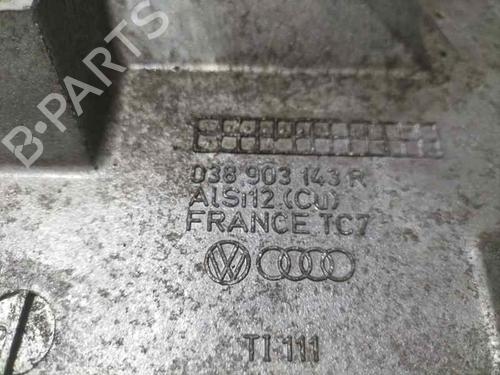 B-PARTS
038 903 143 R
AlSi12 (Cu)
FRANCE TC7
TI-111